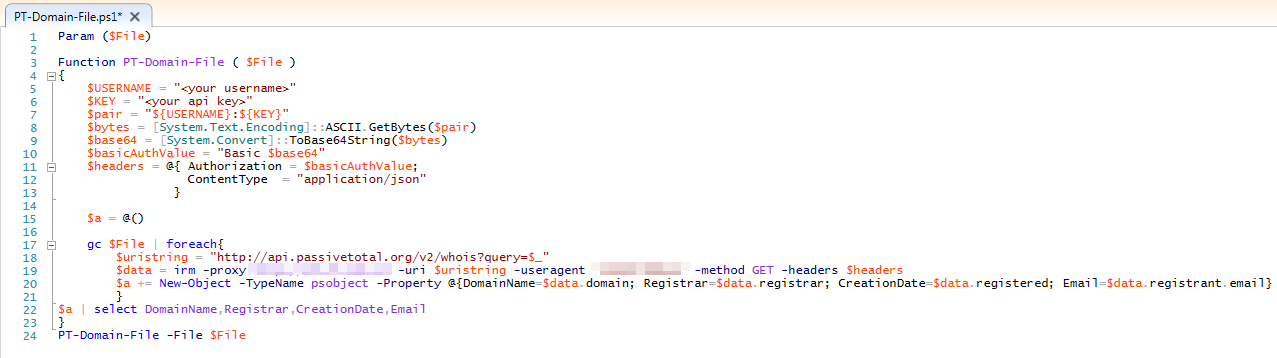 PT-Domain-File.ps1*
1 Param ($File)
2
3 Function PT-Domain-File ( $File )
4 {
5 $USERNAME = "<your username>"
6 $KEY = "<your api key>"
7 $pair = "${USERNAME}:${KEY}"
8 $bytes = [System.Text.Encoding]::ASCII.GetBytes($pair)
9 $base64 = [System.Convert]::ToBase64String($bytes)
10 $basicAuthValue = "Basic $base64"
11 $headers = @{ Authorization = $basicAuthValue;
12 ContentType = "application/json"
13 }
14
15 $a = @()
16
17 gc $File | foreach{
18 $uristring = "http://api.passivetotal.org/v2/whois?query=$_"
19 $data = irm -proxy -uri $uristring -useragent -method GET -headers $headers
20 $a += New-Object -TypeName psobject -Property @{DomainName=$data.domain; Registrar=$data.registrar; CreationDate=$data.registered; Email=$data.registrant.email}
21 }
22 $a | select DomainName,Registrar,CreationDate,Email
23 }
24 PT-Domain-File -File $File